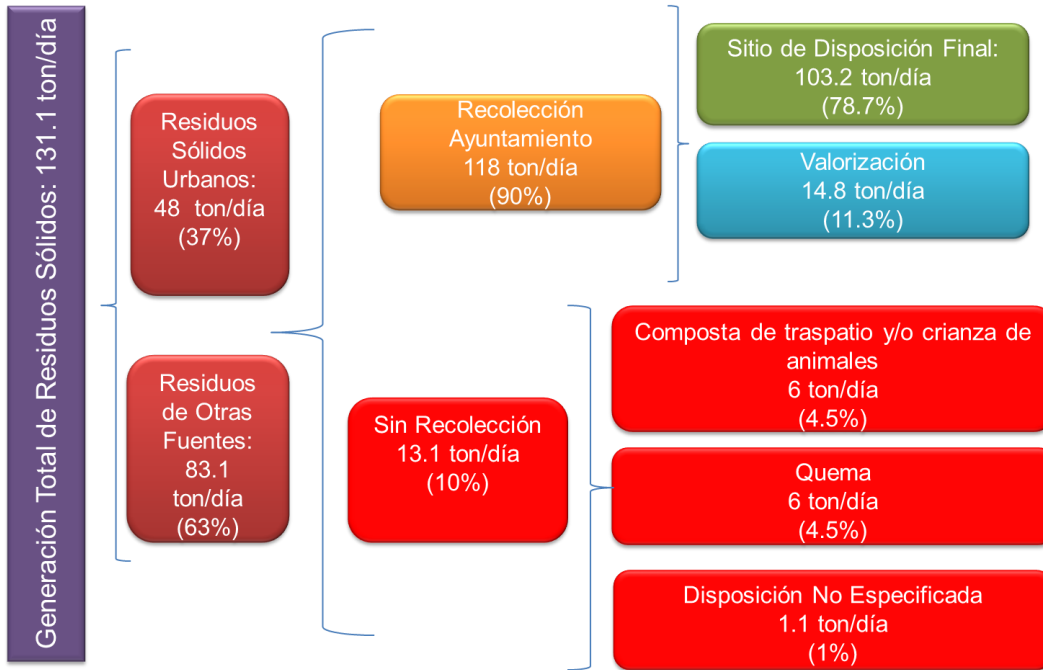 Generación Total de Residuos Sólidos: 131.1 ton/día
Residuos
Sólidos
Urbanos:
48 ton/día
(37%)
Residuos
de Otras
Fuentes:
83.1
ton/día
(63%)
Recolección
Ayuntamiento
118 ton/día
(90%)
Sin Recolección
13.1 ton/día
(10%)
Sitio de Disposición Final:
103.2 ton/día
(78.7%)
Valorización
14.8 ton/día
(11.3%)
Composta de traspatio y/o crianza de
animales
6 ton/día
(4.5%)
Quema
6 ton/día
(4.5%)
Disposición No Especificada
1.1 ton/día
(1%)